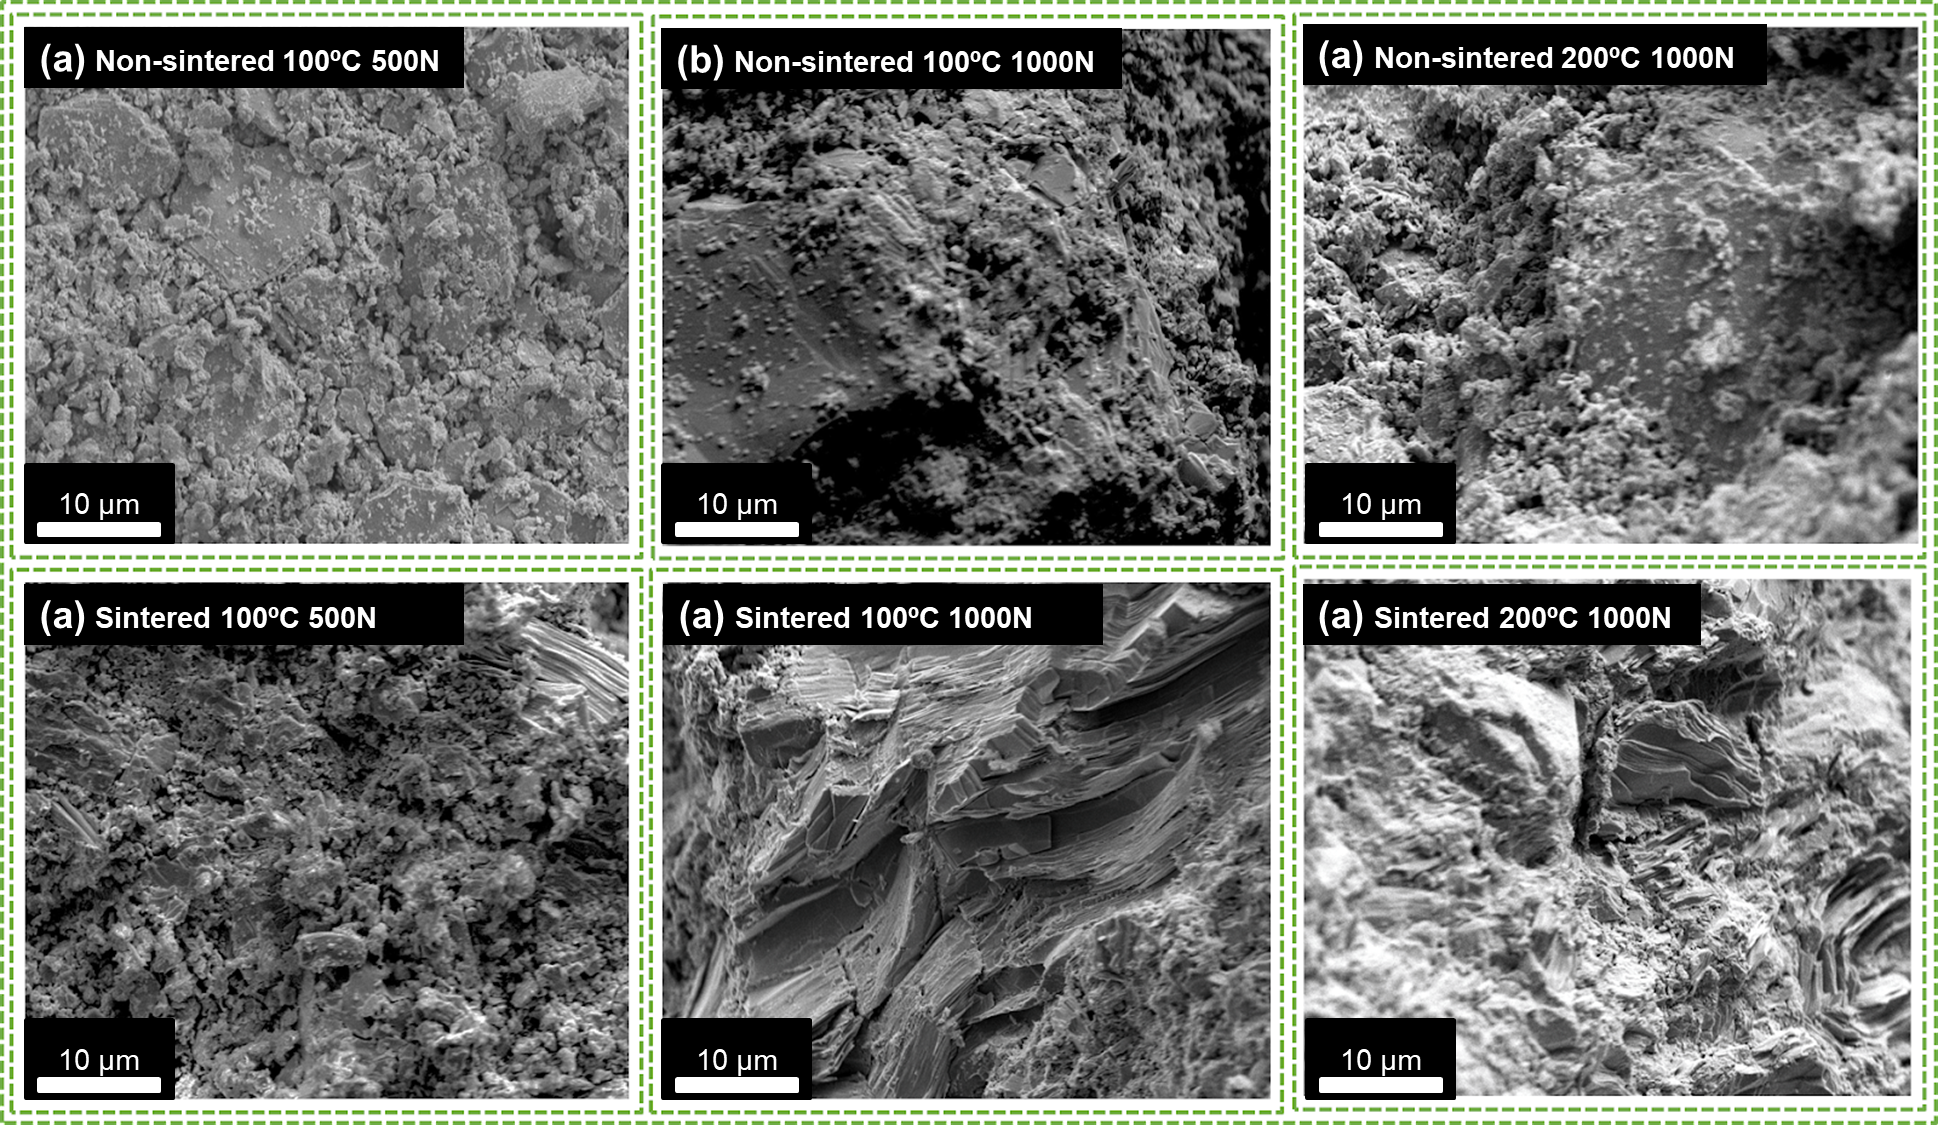 (a) Non-sintered 100ºC 500N
(b) Non-sintered 100ºC 1000N
(a) Non-sintered 200ºC 1000N
10 µm
10 µm
10 µm
(a) Sintered 100ºC 500N
(a) Sintered 100ºC 1000N
(a) Sintered 200ºC 1000N
10 µm
10 µm
10 µm